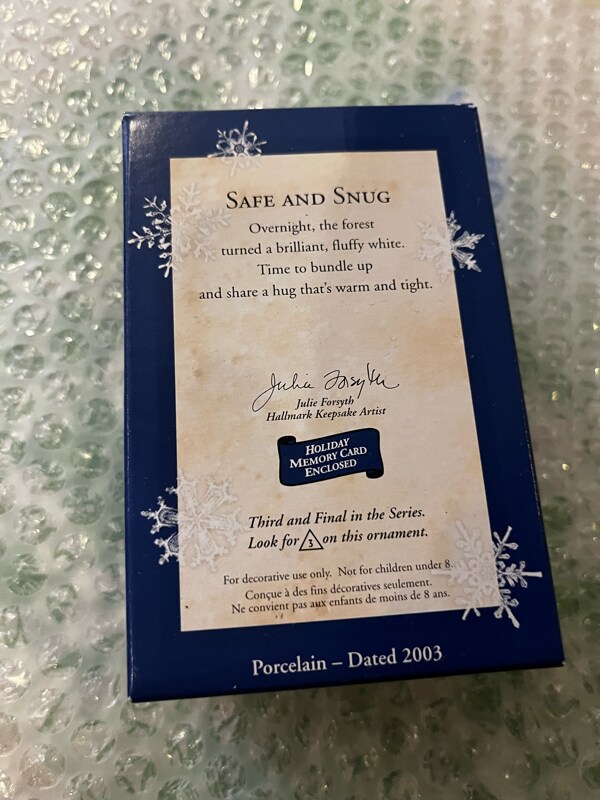 SAFE AND SNUG
Overnight, the forest
turned a brilliant, fluffy white.
Time to bundle up
and share a hug that's warm and tight.
Julie Forsyth
Julie Forsyth
Hallmark Keepsake Artist
HOLIDAY
MEMORY CARD
ENCLOSED
Third and Final in the Series.
Look for 3 on this ornament.
For decorative use only. Not for children under 8.
Conçue à des fins décoratives seulement.
Ne convient pas aux enfants de moins de 8 ans.
Porcelain – Dated 2003